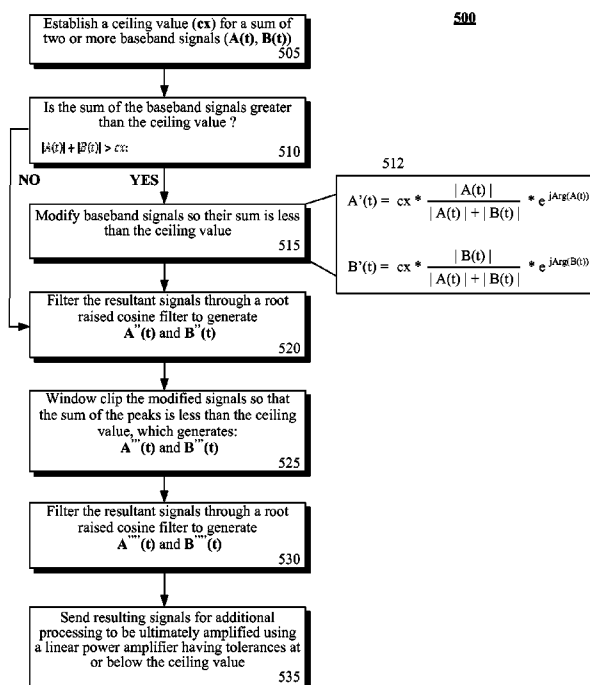 500
Establish a ceiling value (cx) for a sum of
two or more baseband signals (A(t), B(t))
505
Is the sum of the baseband signals greater
than the ceiling value ?
|A(t)| + |B(t)| > cx:
510
NO
YES
Modify baseband signals so their sum is less
than the ceiling value
515
512
A'(t) = cx * | A(t) | / | A(t) | + | B(t) | * e jArg(A(t))
B'(t) = cx * | B(t) | / | A(t) | + | B(t) | * e jArg(B(t))
Filter the resultant signals through a root
raised cosine filter to generate
A''(t) and B''(t)
520
Window clip the modified signals so that
the sum of the peaks is less than the ceiling
value, which generates:
A'''(t) and B'''(t)
525
Filter the resultant signals through a root
raised cosine filter to generate
A''''(t) and B''''(t)
530
Send resulting signals for additional
processing to be ultimately amplified using
a linear power amplifier having tolerances at
or below the ceiling value
535